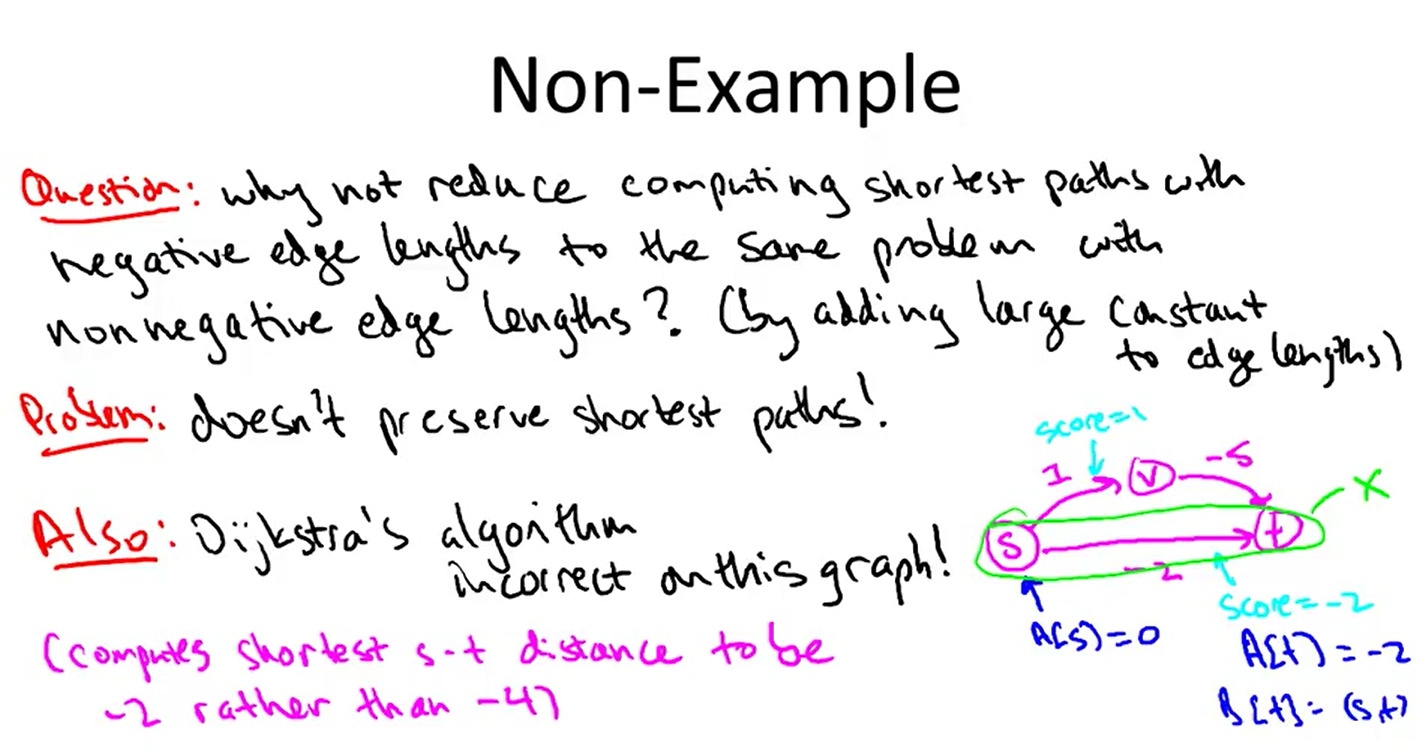 Non-Example
Question: why not reduce computing shortest paths with
negative edge lengths to the same problem with
nonnegative edge lengths? (by adding large constant
to edge lengths)
Problem: doesn't preserve shortest paths!
Also: Dijkstra's algorithm
incorrect on this graph!
(computes shortest s-t distance to be
-2 rather than -4)
score=1
1
v
-5
X
s
t
-2
score=-2
A[s]=0
A[t]=-2
B[t]=(s,t)